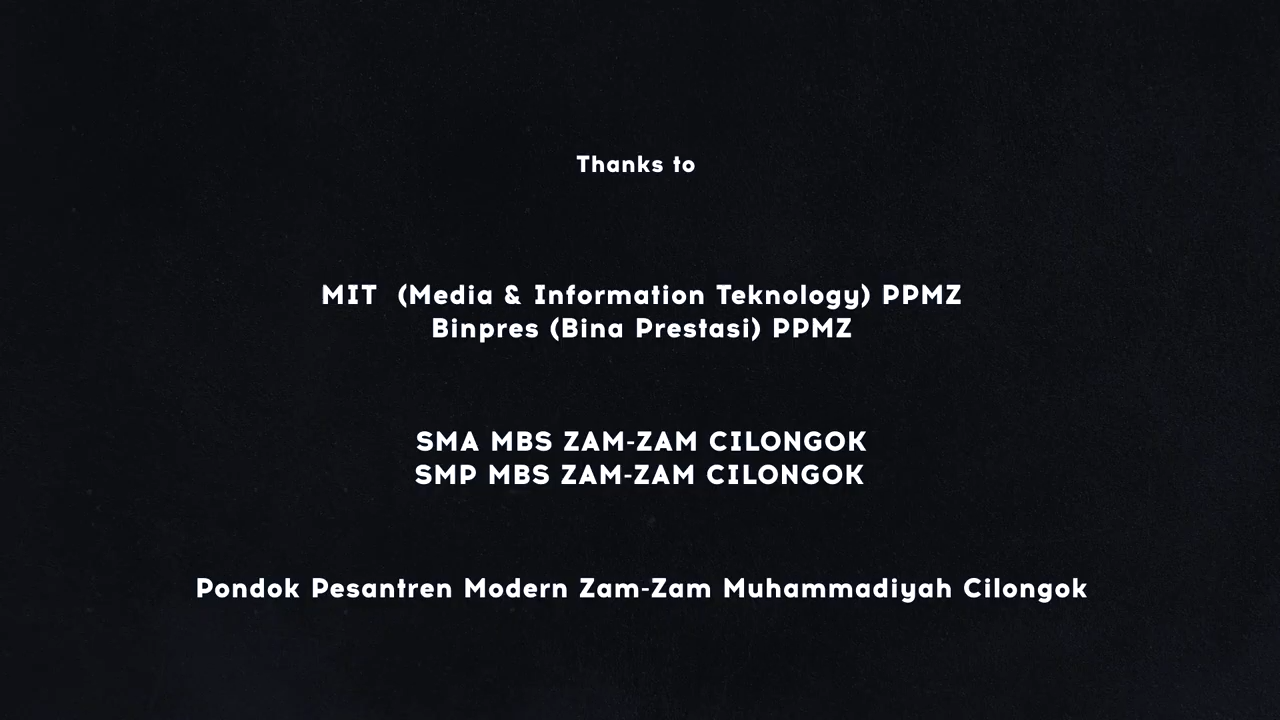 Thanks to
MIT  (Media & Information Teknology) PPMZ
Binpres (Bina Prestasi) PPMZ
SMA MBS ZAM-ZAM CILONGOK
SMP MBS ZAM-ZAM CILONGOK
Pondok Pesantren Modern Zam-Zam Muhammadiyah Cilongok